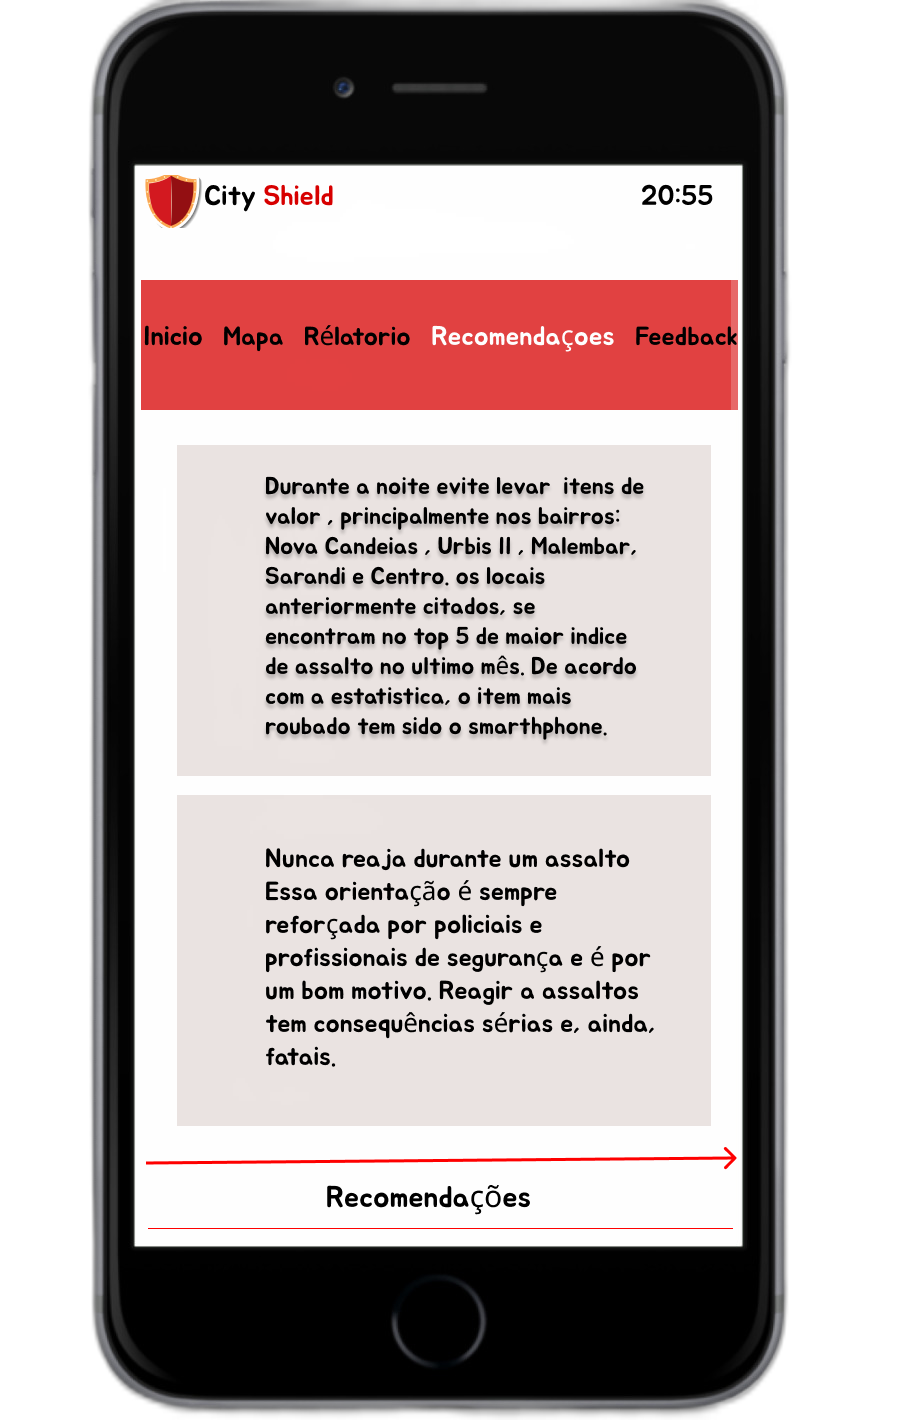 City Shield 20:55
Inicio Mapa Rélatorio Recomendaçoes Feedback
Durante a noite evite levar itens de
valor , principalmente nos bairros:
Nova Candeias , Urbis II , Malembar,
Sarandi e Centro. os locais
anteriormente citados, se
encontram no top 5 de maior indice
de assalto no ultimo mês. De acordo
com a estatistica, o item mais
roubado tem sido o smarthphone.
Nunca reaja durante um assalto
Essa orientação é sempre
reforçada por policiais e
profissionais de segurança e é por
um bom motivo. Reagir a assaltos
tem consequências sérias e, ainda,
fatais.
Recomendações